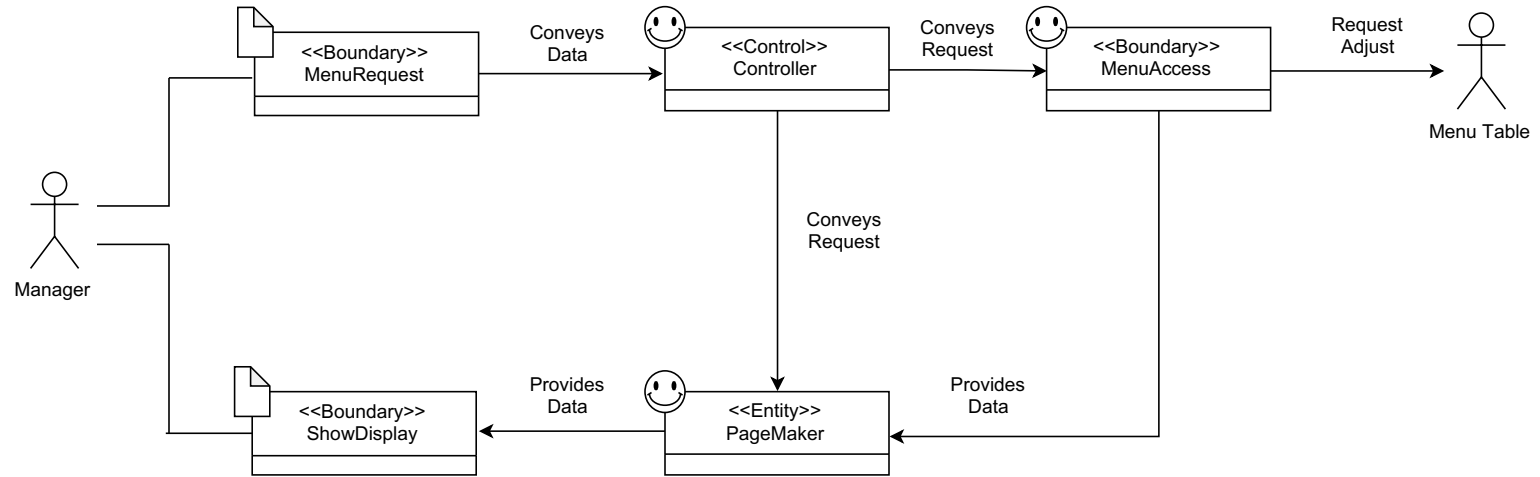 <<Boundary>>
MenuRequest
Conveys
Data
<<Control>>
Controller
Conveys
Request
<<Boundary>>
MenuAccess
Request
Adjust
Menu Table
Manager
Conveys
Request
<<Boundary>>
ShowDisplay
Provides
Data
<<Entity>>
PageMaker
Provides
Data